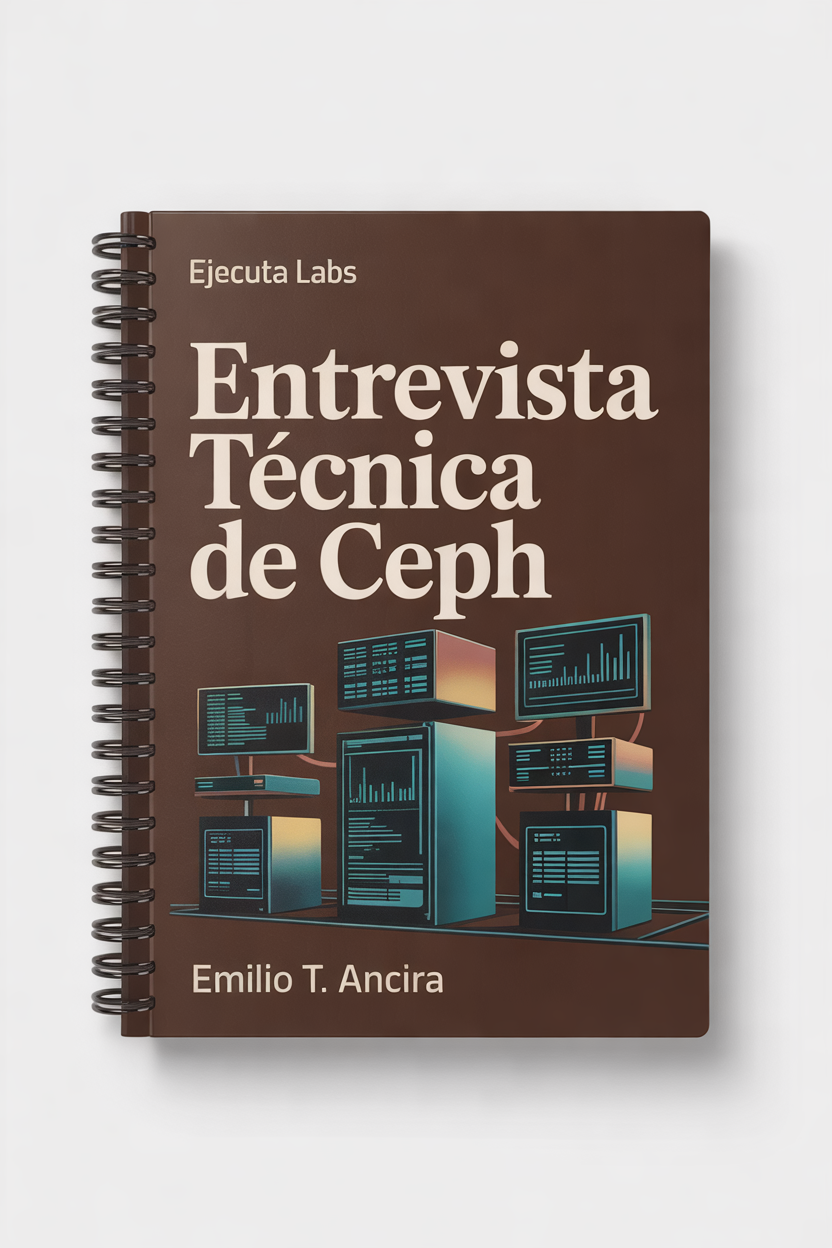 Ejecuta Labs
Entrevista
Técnica
de Ceph
Emilio T. Ancira